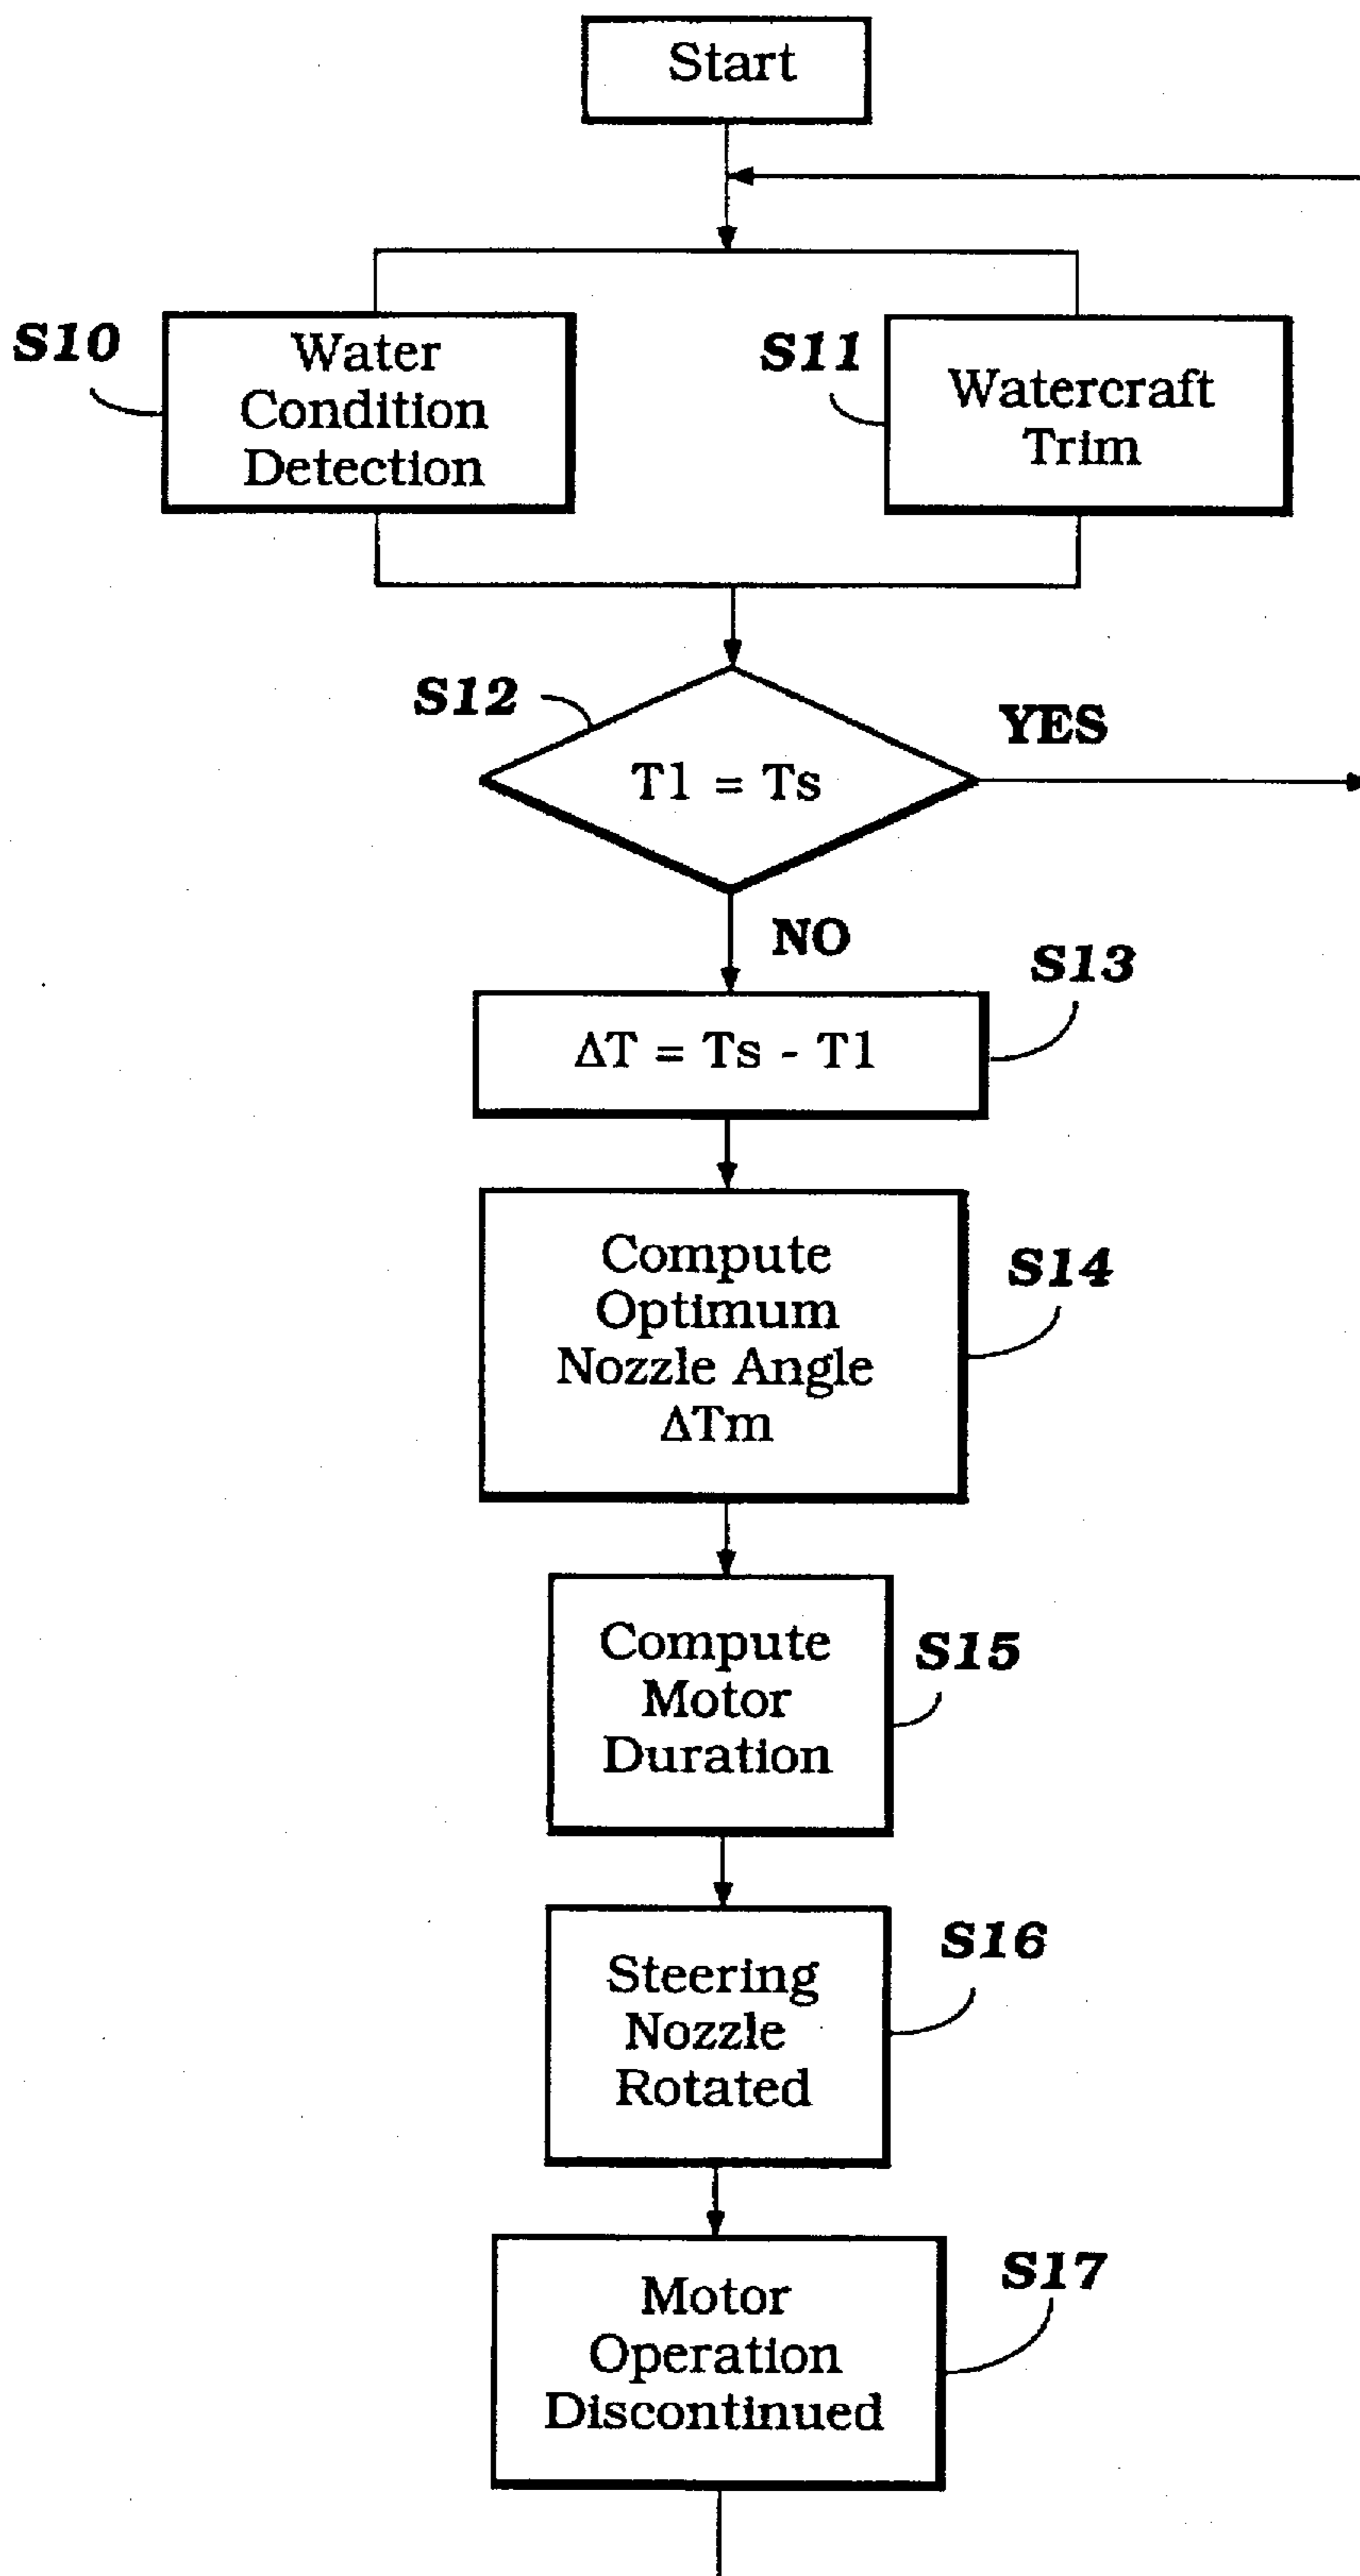 Start
S10
Water
Condition
Detection
S11
Watercraft
Trim
S12
T1 = Ts
YES
NO
S13
ΔT = Ts - T1
Compute
Optimum
Nozzle Angle
ΔTm
S14
Compute
Motor
Duration
S15
Steering
Nozzle
Rotated
S16
Motor
Operation
Discontinued
S17